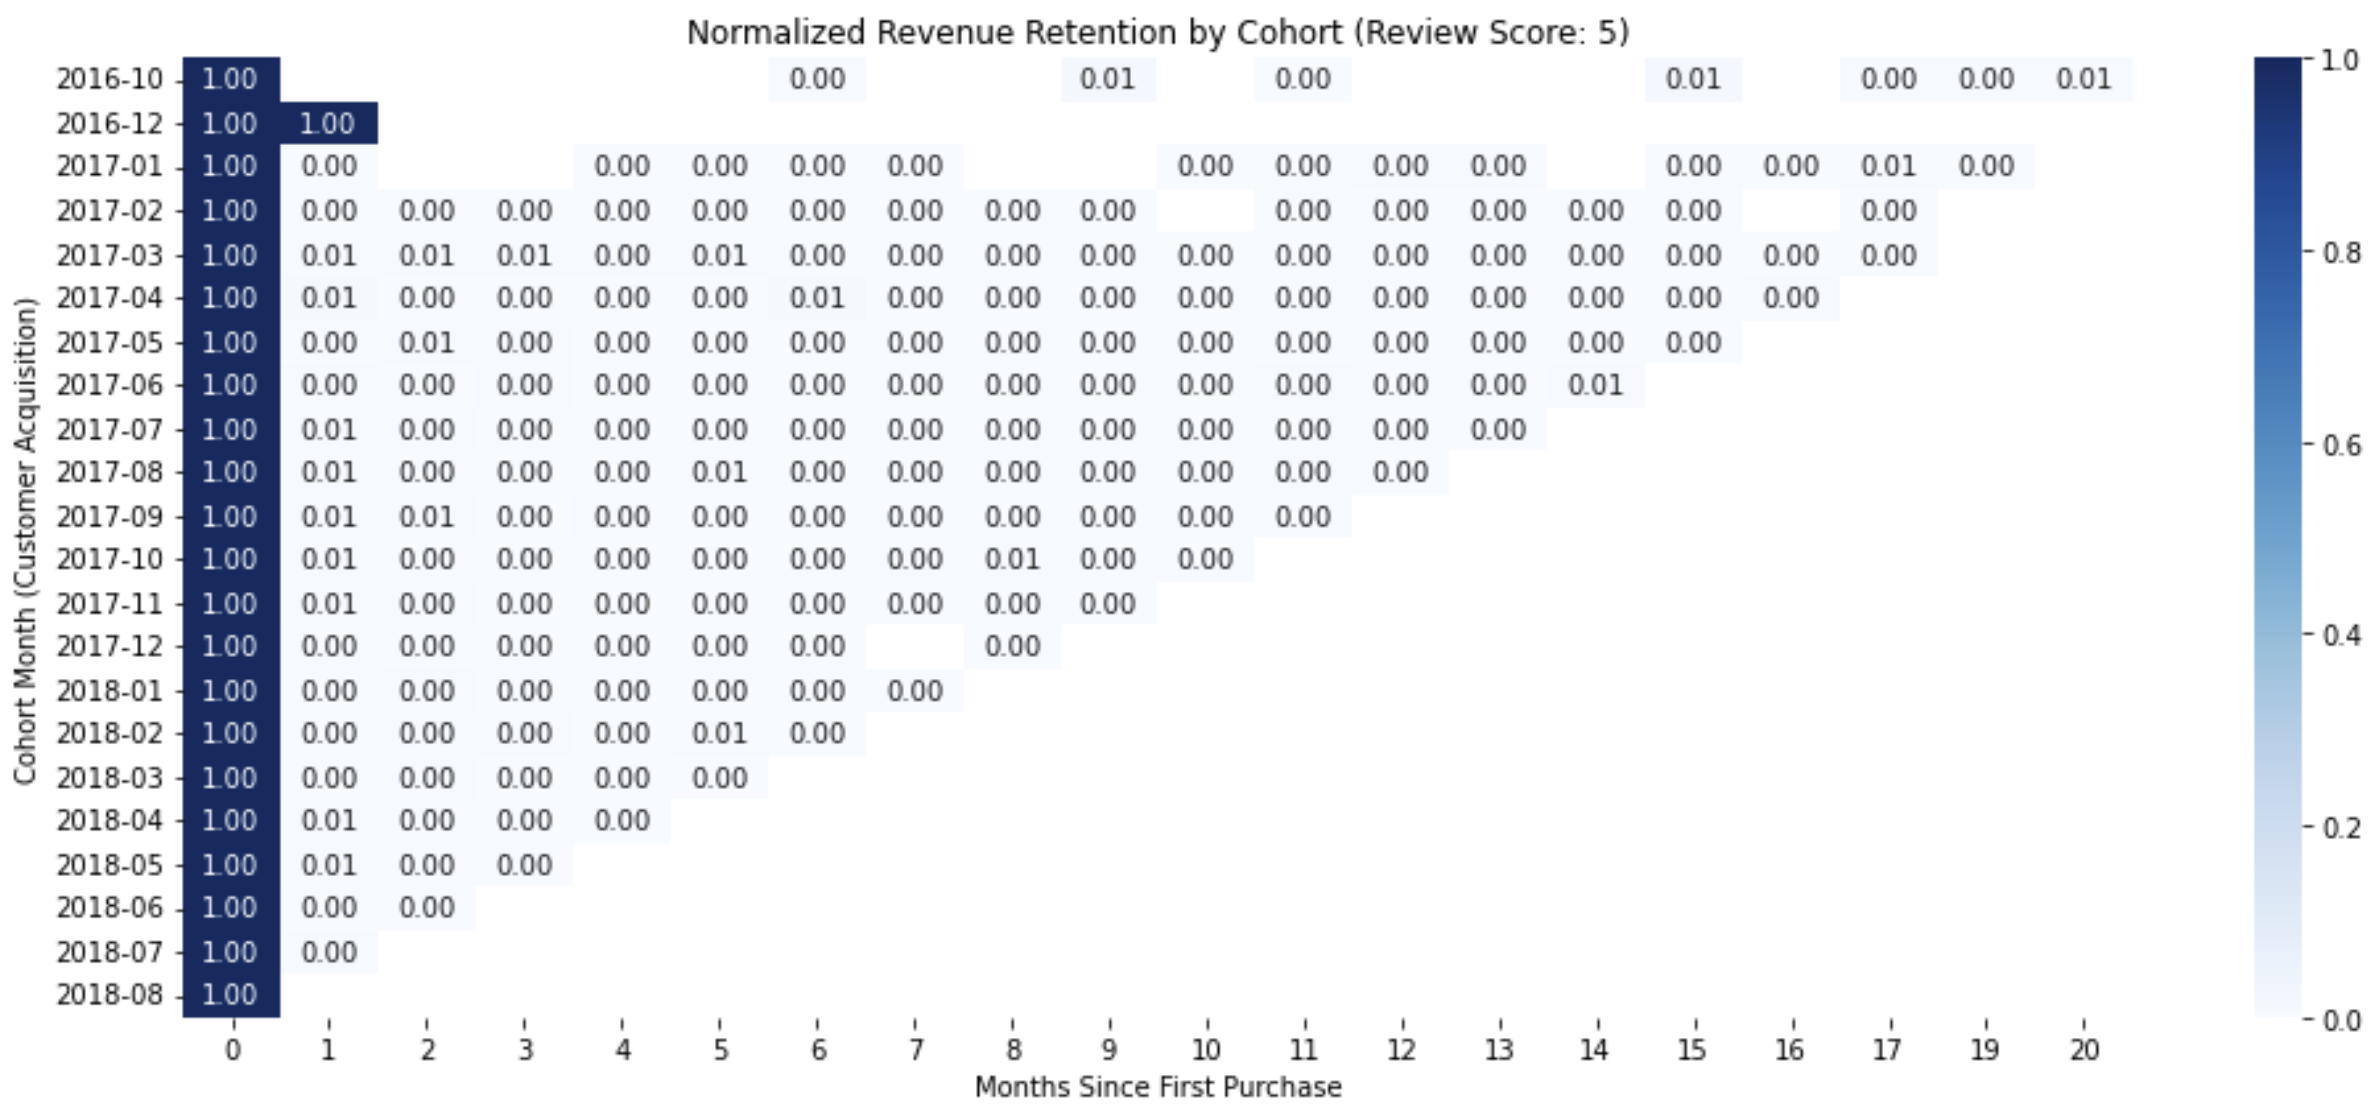 Normalized Revenue Retention by Cohort (Review Score: 5)
2016-10 1.00 0.00 0.01 0.00 0.01 0.00 0.00 0.01
2016-12 1.00 1.00
2017-01 1.00 0.00 0.00 0.00 0.00 0.00 0.00 0.00 0.00 0.00 0.00 0.00 0.01 0.00
2017-02 1.00 0.00 0.00 0.00 0.00 0.00 0.00 0.00 0.00 0.00 0.00 0.00 0.00 0.00 0.00 0.00
2017-03 1.00 0.01 0.01 0.01 0.00 0.01 0.00 0.00 0.00 0.00 0.00 0.00 0.00 0.00 0.00 0.00 0.00 0.00
2017-04 1.00 0.01 0.00 0.00 0.00 0.00 0.01 0.00 0.00 0.00 0.00 0.00 0.00 0.00 0.00 0.00 0.00
2017-05 1.00 0.00 0.01 0.00 0.00 0.00 0.00 0.00 0.00 0.00 0.00 0.00 0.00 0.00 0.00 0.00
2017-06 1.00 0.00 0.00 0.00 0.00 0.00 0.00 0.00 0.00 0.00 0.00 0.00 0.00 0.00 0.01
2017-07 1.00 0.01 0.00 0.00 0.00 0.00 0.00 0.00 0.00 0.00 0.00 0.00 0.00 0.00
2017-08 1.00 0.01 0.00 0.00 0.00 0.01 0.00 0.00 0.00 0.00 0.00 0.00 0.00
2017-09 1.00 0.01 0.01 0.00 0.00 0.00 0.00 0.00 0.00 0.00 0.00 0.00
2017-10 1.00 0.01 0.00 0.00 0.00 0.00 0.00 0.00 0.01 0.00 0.00
2017-11 1.00 0.01 0.00 0.00 0.00 0.00 0.00 0.00 0.00 0.00
2017-12 1.00 0.00 0.00 0.00 0.00 0.00 0.00 0.00
2018-01 1.00 0.00 0.00 0.00 0.00 0.00 0.00 0.00
2018-02 1.00 0.00 0.00 0.00 0.00 0.01 0.00
2018-03 1.00 0.00 0.00 0.00 0.00 0.00
2018-04 1.00 0.01 0.00 0.00 0.00
2018-05 1.00 0.01 0.00 0.00
2018-06 1.00 0.00 0.00
2018-07 1.00 0.00
2018-08 1.00
0 1 2 3 4 5 6 7 8 9 10 11 12 13 14 15 16 17 19 20
Months Since First Purchase
Cohort Month (Customer Acquisition)
1.0
0.8
0.6
0.4
0.2
0.0